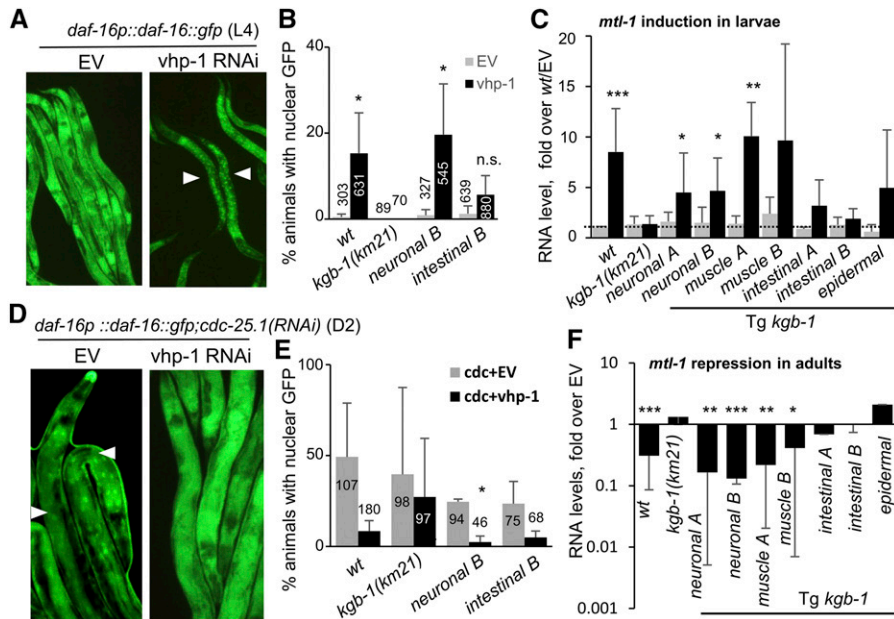 A
daf-16p::daf-16::gfp (L4)
EV
vhp-1 RNAi
B
% animals with nuclear GFP
40
20
0
EV
vhp-1
*
*
n.s.
303
631
89
70
327
545
639
880
wt
kgb-1(km21)
neuronal B
intestinal B
C
mtl-1 induction in larvae
RNA level, fold over wt/EV
20
15
10
5
1
0
***
*
*
**
wt
kgb-1(km21)
neuronal A
neuronal B
muscle A
muscle B
intestinal A
intestinal B
epidermal
Tg kgb-1
D
daf-16p ::daf-16::gfp;cdc-25.1(RNAi) (D2)
EV
vhp-1 RNAi
E
% animals with nuclear GFP
100
50
0
cdc+EV
cdc+vhp-1
*
107
180
98
97
94
46
75
68
wt
kgb-1(km21)
neuronal B
intestinal B
F
mtl-1 repression in adults
RNA levels, fold over EV
10
1
0.1
0.01
0.001
***
**
***
**
*
wt
kgb-1(km21)
neuronal A
neuronal B
muscle A
muscle B
intestinal A
intestinal B
epidermal
Tg kgb-1